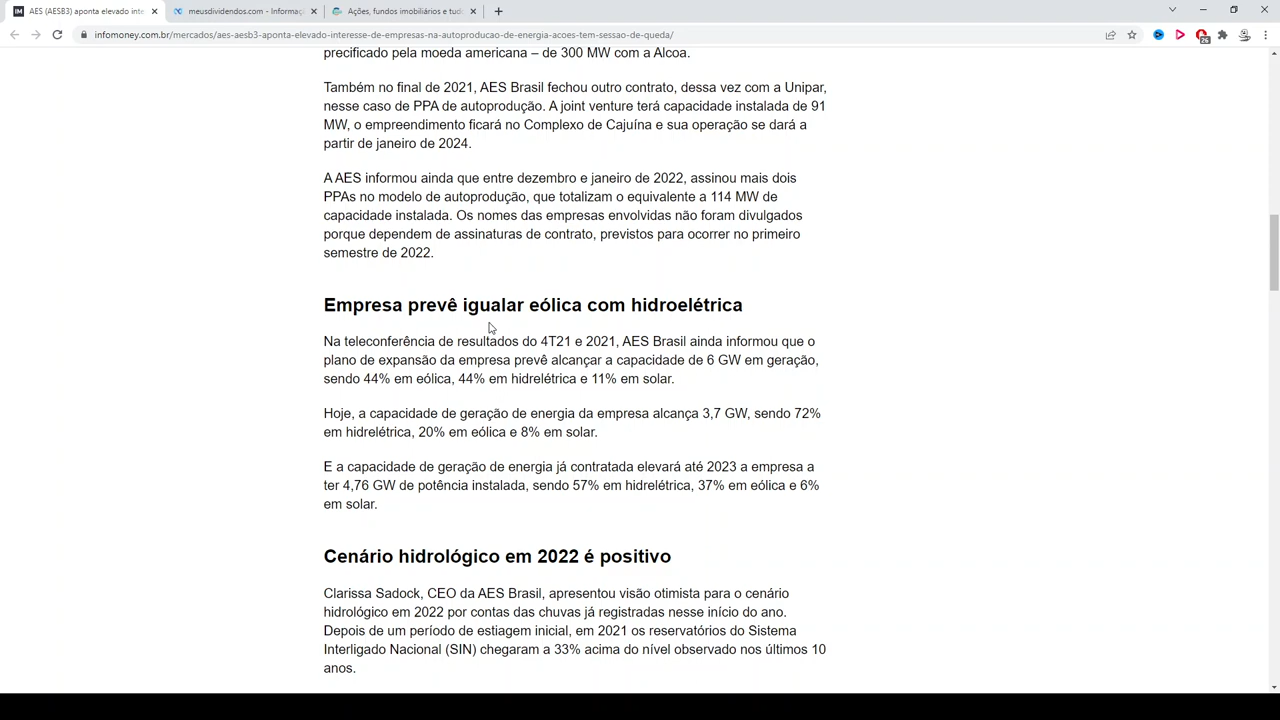 AES (AESB3) aponta elevado inte
meusdividendos.com - Informaç
Ações, fundos imobiliários e tud
infomoney.com.br/mercados/aes-aesb3-aponta-elevado-interesse-de-empresas-na-autoproducao-de-energia-acoes-tem-sessao-de-queda/
precificado pela moeda americana – de 300 MW com a Alcoa.
Também no final de 2021, AES Brasil fechou outro contrato, dessa vez com a Unipar,
nesse caso de PPA de autoprodução. A joint venture terá capacidade instalada de 91
MW, o empreendimento ficará no Complexo de Cajuína e sua operação se dará a
partir de janeiro de 2024.
A AES informou ainda que entre dezembro e janeiro de 2022, assinou mais dois
PPAs no modelo de autoprodução, que totalizam o equivalente a 114 MW de
capacidade instalada. Os nomes das empresas envolvidas não foram divulgados
porque dependem de assinaturas de contrato, previstos para ocorrer no primeiro
semestre de 2022.
Empresa prevê igualar eólica com hidroelétrica
Na teleconferência de resultados do 4T21 e 2021, AES Brasil ainda informou que o
plano de expansão da empresa prevê alcançar a capacidade de 6 GW em geração,
sendo 44% em eólica, 44% em hidrelétrica e 11% em solar.
Hoje, a capacidade de geração de energia da empresa alcança 3,7 GW, sendo 72%
em hidrelétrica, 20% em eólica e 8% em solar.
E a capacidade de geração de energia já contratada elevará até 2023 a empresa a
ter 4,76 GW de potência instalada, sendo 57% em hidrelétrica, 37% em eólica e 6%
em solar.
Cenário hidrológico em 2022 é positivo
Clarissa Sadock, CEO da AES Brasil, apresentou visão otimista para o cenário
hidrológico em 2022 por contas das chuvas já registradas nesse início do ano.
Depois de um período de estiagem inicial, em 2021 os reservatórios do Sistema
Interligado Nacional (SIN) chegaram a 33% acima do nível observado nos últimos 10
anos.